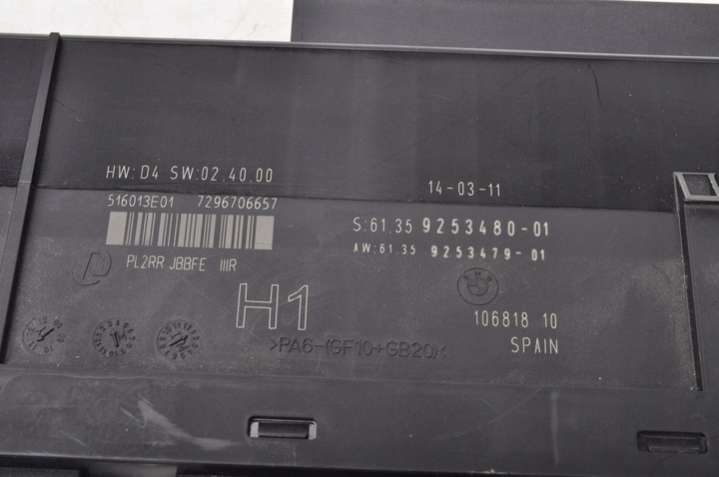 HW: D4 SW:02.40.00
516013E01 7296706657
PL2RR JBBFE IIIR
14-03-11
S:61.35 9253480-01
AW:61.35 9253479-01
H1
106818 10
SPAIN
>PA6-(GF10+GB20)<